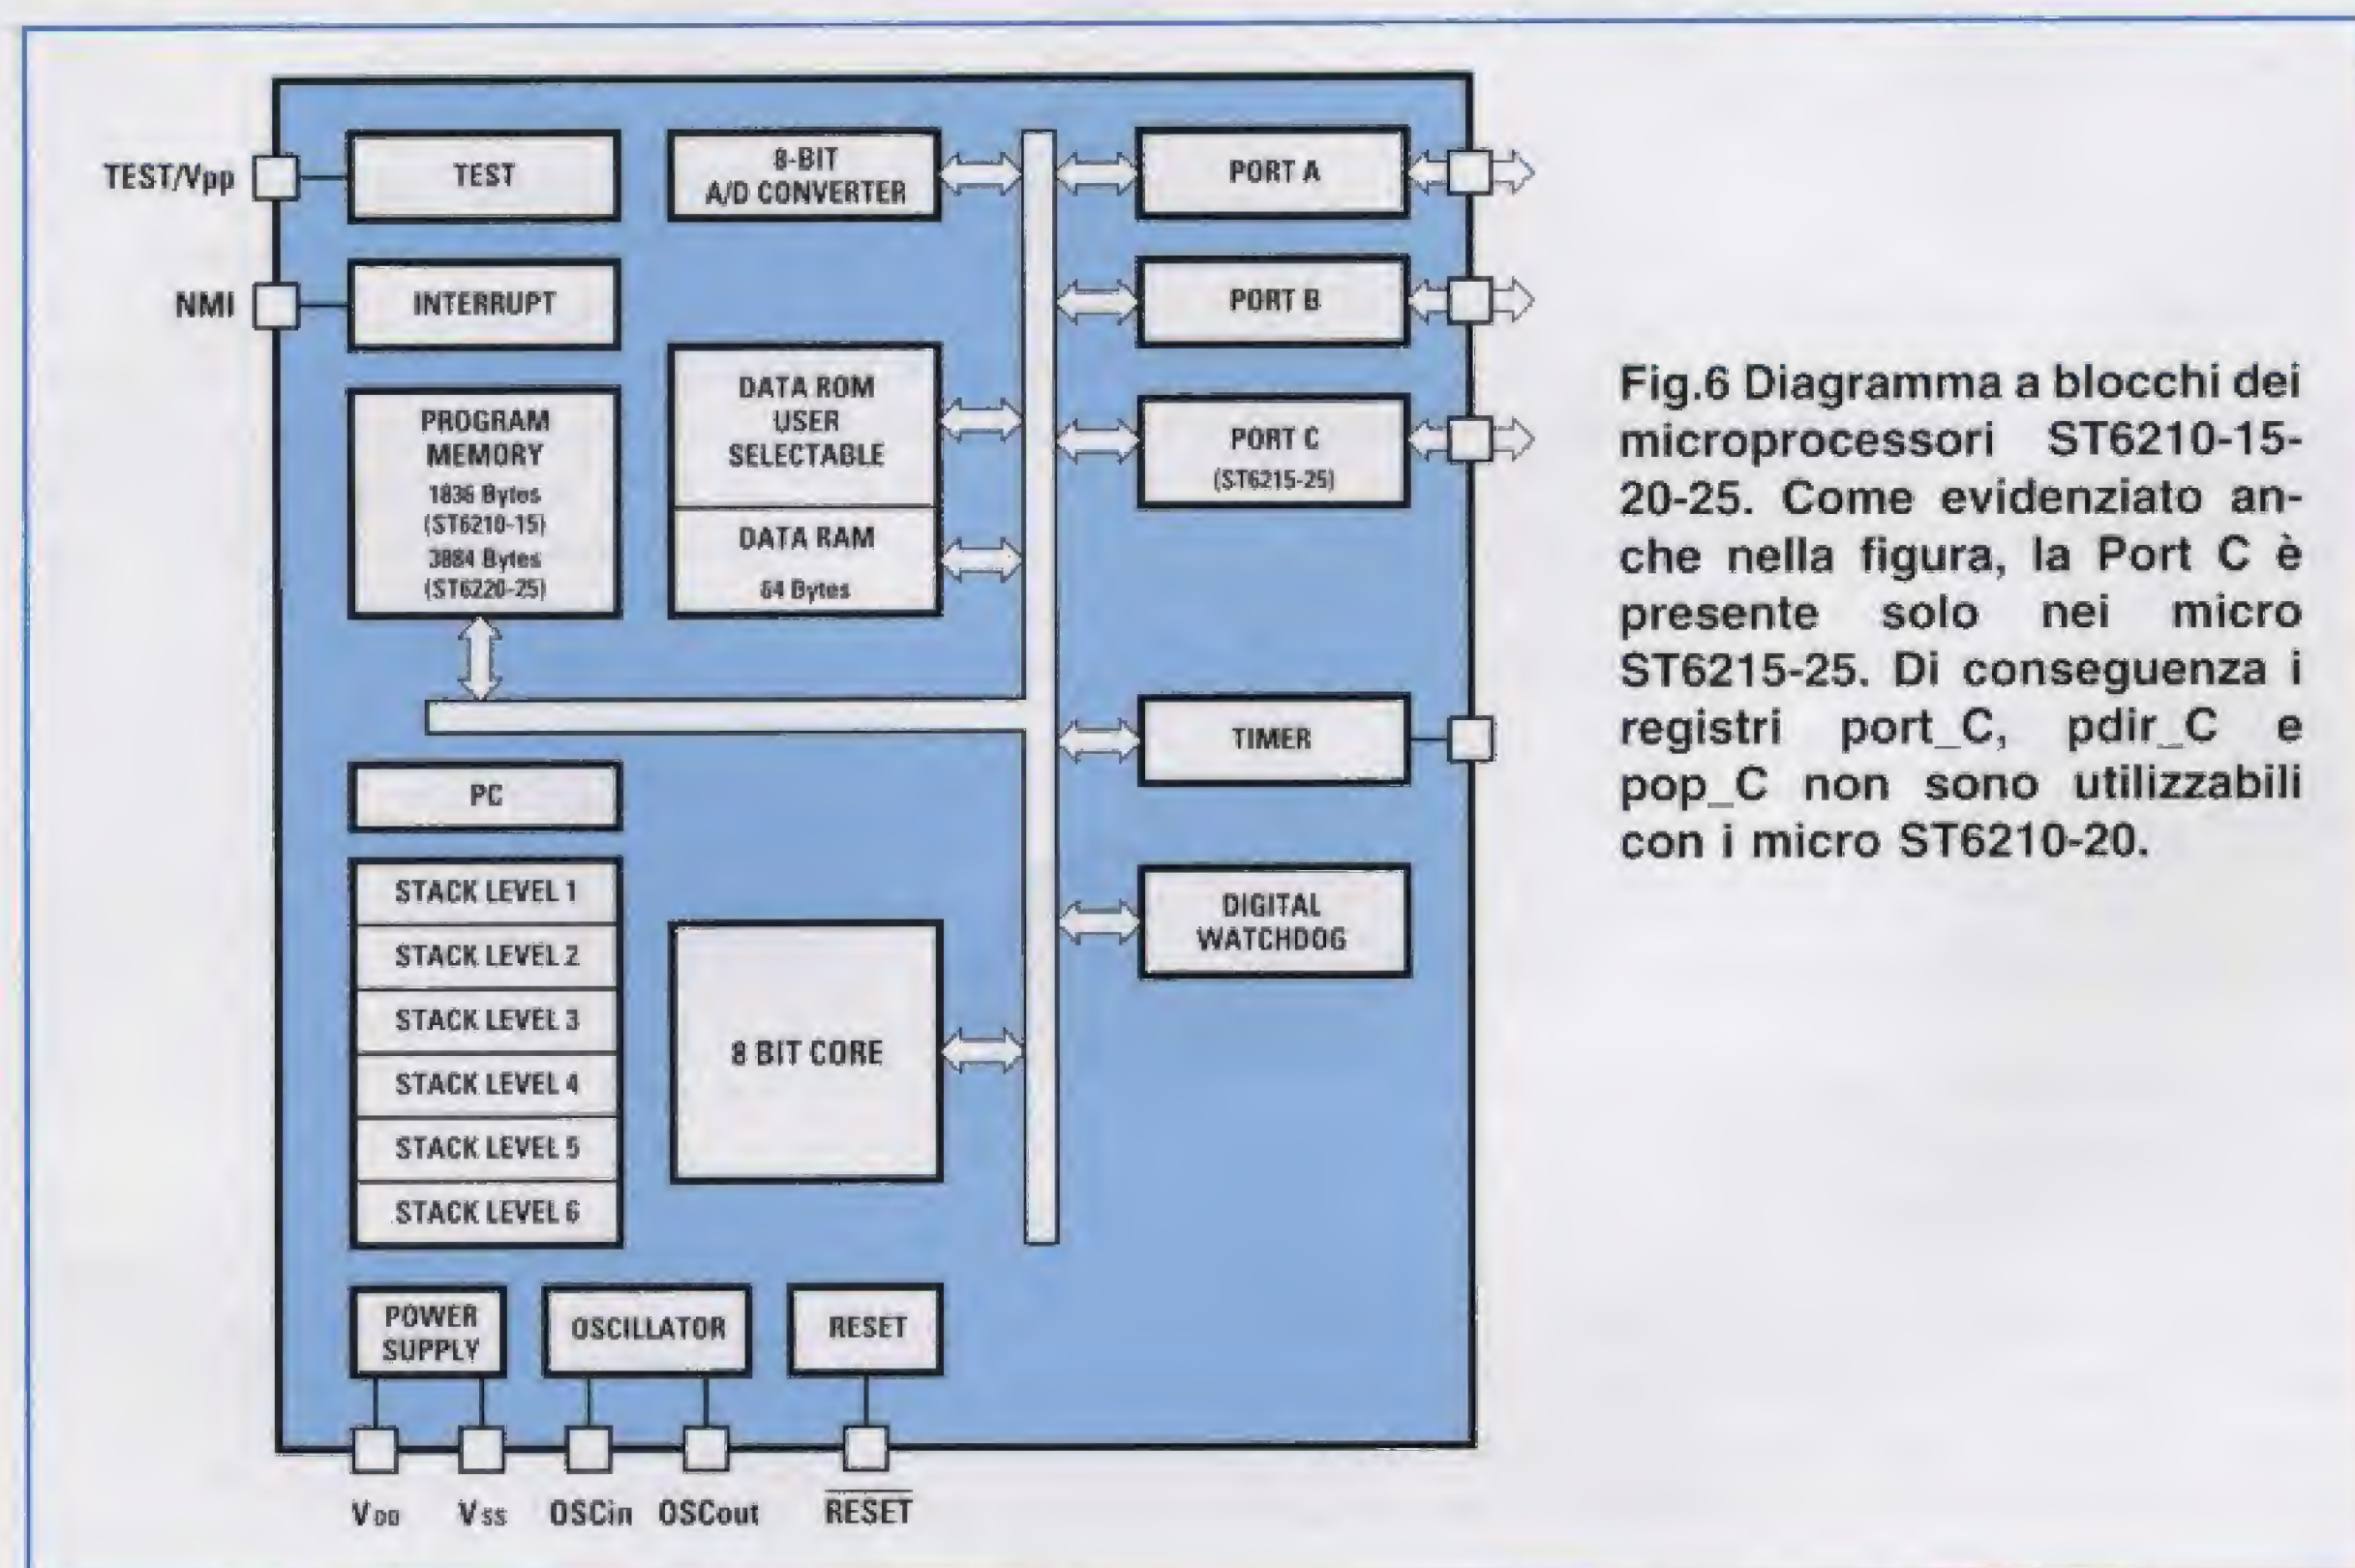 TEST/Vpp
TEST
8-BIT
A/D CONVERTER
PORT A
NMI
INTERRUPT
PORT B
PROGRAM
MEMORY
1836 Bytes
(ST6210-15)
3884 Bytes
(ST6220-25)
DATA ROM
USER
SELECTABLE
DATA RAM
64 Bytes
PORT C
(ST6215-25)
TIMER
PC
DIGITAL
WATCHDOG
STACK LEVEL 1
STACK LEVEL 2
STACK LEVEL 3
STACK LEVEL 4
STACK LEVEL 5
STACK LEVEL 6
8 BIT CORE
POWER
SUPPLY
OSCILLATOR
RESET
VDD
VSS
OSCin
OSCout
RESET
Fig.6 Diagramma a blocchi dei
microprocessori ST6210-15-
20-25. Come evidenziato an-
che nella figura, la Port C è
presente solo nei micro
ST6215-25. Di conseguenza i
registri port_C, pdir_C e
pop_C non sono utilizzabili
con i micro ST6210-20.